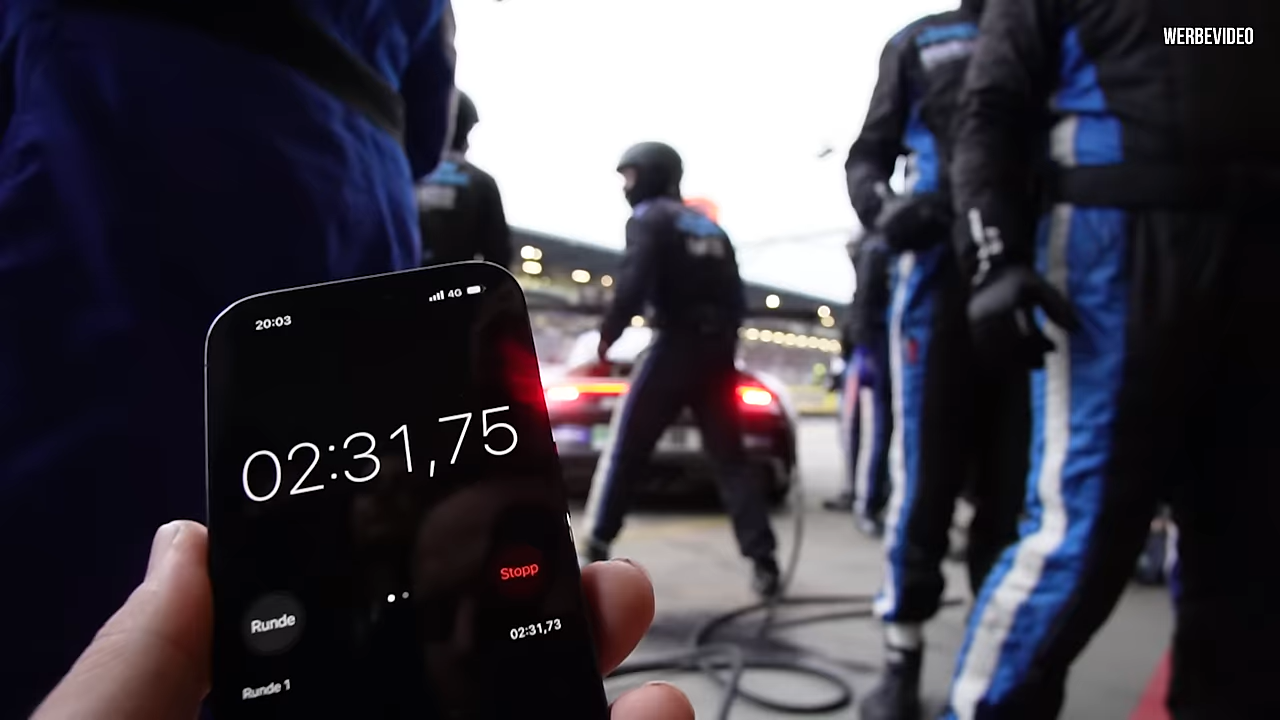 WERBEVIDEO
20:03
4G
02:31,75
Stopp
Runde
02:31,73
Runde 1